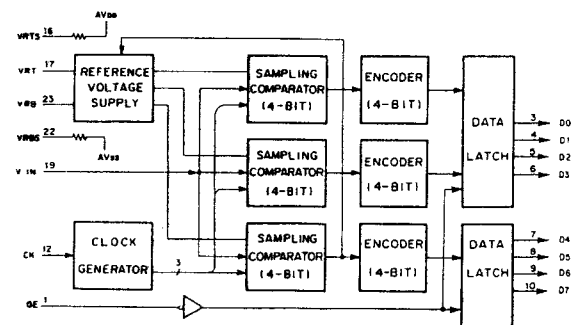 VRTS 16
AVDD
VRT 17
REFERENCE
VOLTAGE
SUPPLY
VRB 23
VRBS 22
AVSS
V IN 19
CK 12
CLOCK
GENERATOR
3
OE 1
SAMPLING
COMPARATOR
(4-BIT)
ENCODER
(4-BIT)
SAMPLING
COMPARATOR
(4-BIT)
ENCODER
(4-BIT)
SAMPLING
COMPARATOR
(4-BIT)
ENCODER
(4-BIT)
DATA
LATCH
3 D0
4 D1
5 D2
6 D3
DATA
LATCH
7 D4
8 D5
9 D6
10 D7